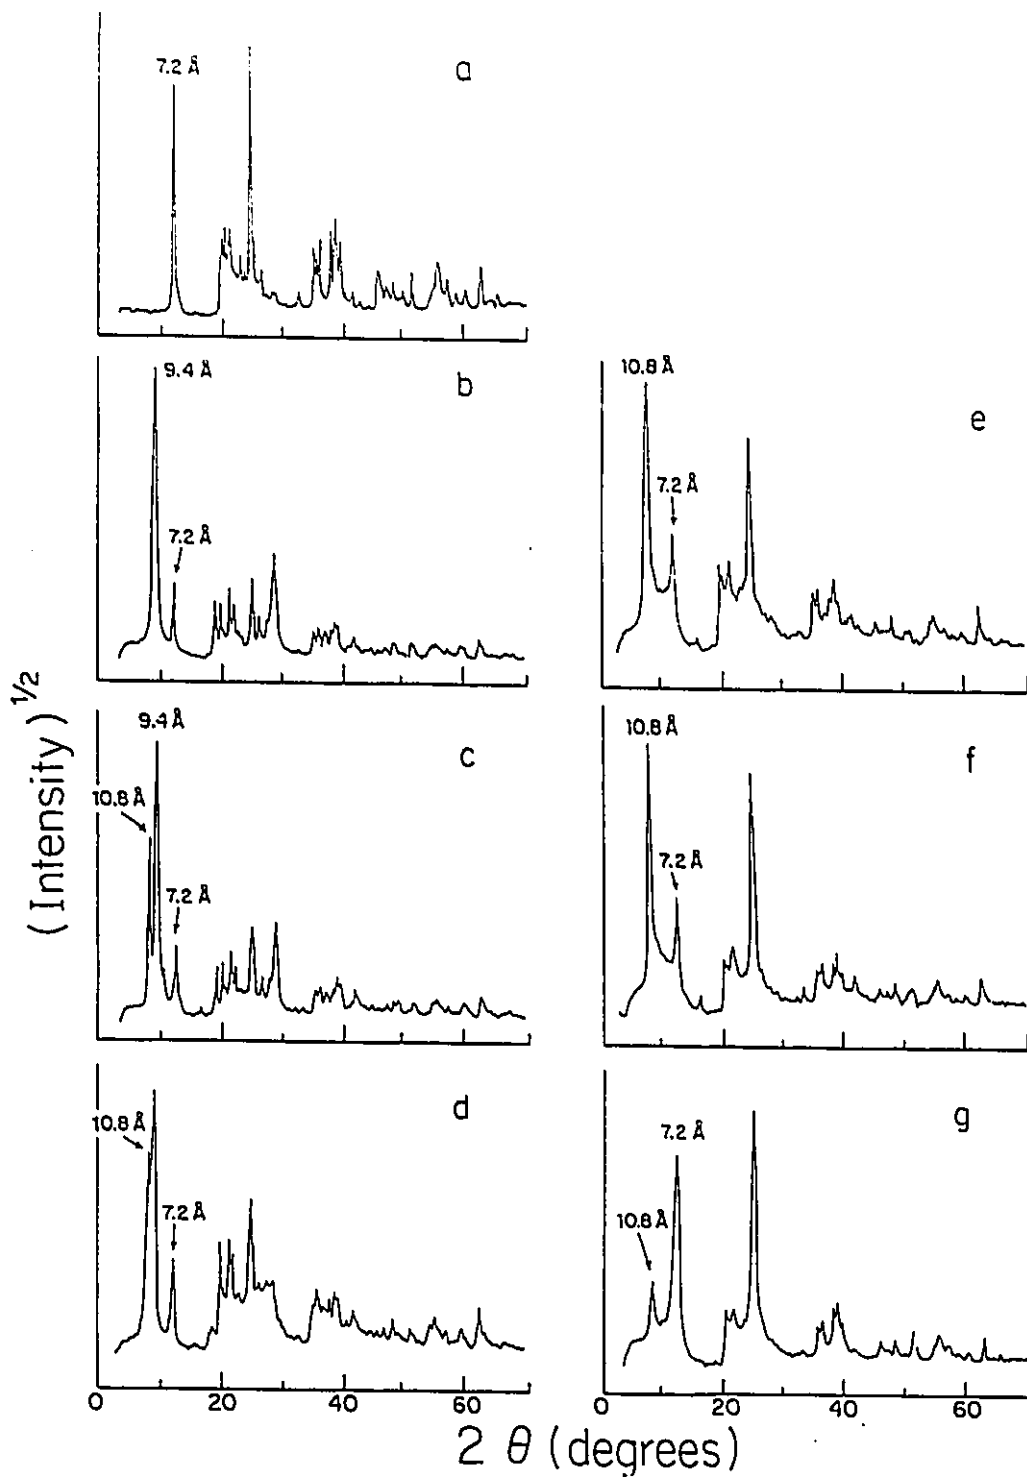 7.2 Å
a
9.4 Å
b
7.2 Å
9.4 Å
c
10.8 Å
7.2 Å
10.8 Å
d
7.2 Å
0 20 40 60
10.8 Å
e
7.2 Å
10.8 Å
f
7.2 Å
g
7.2 Å
10.8 Å
0 20 40 60
(Intensity)^1/2
2 θ (degrees)